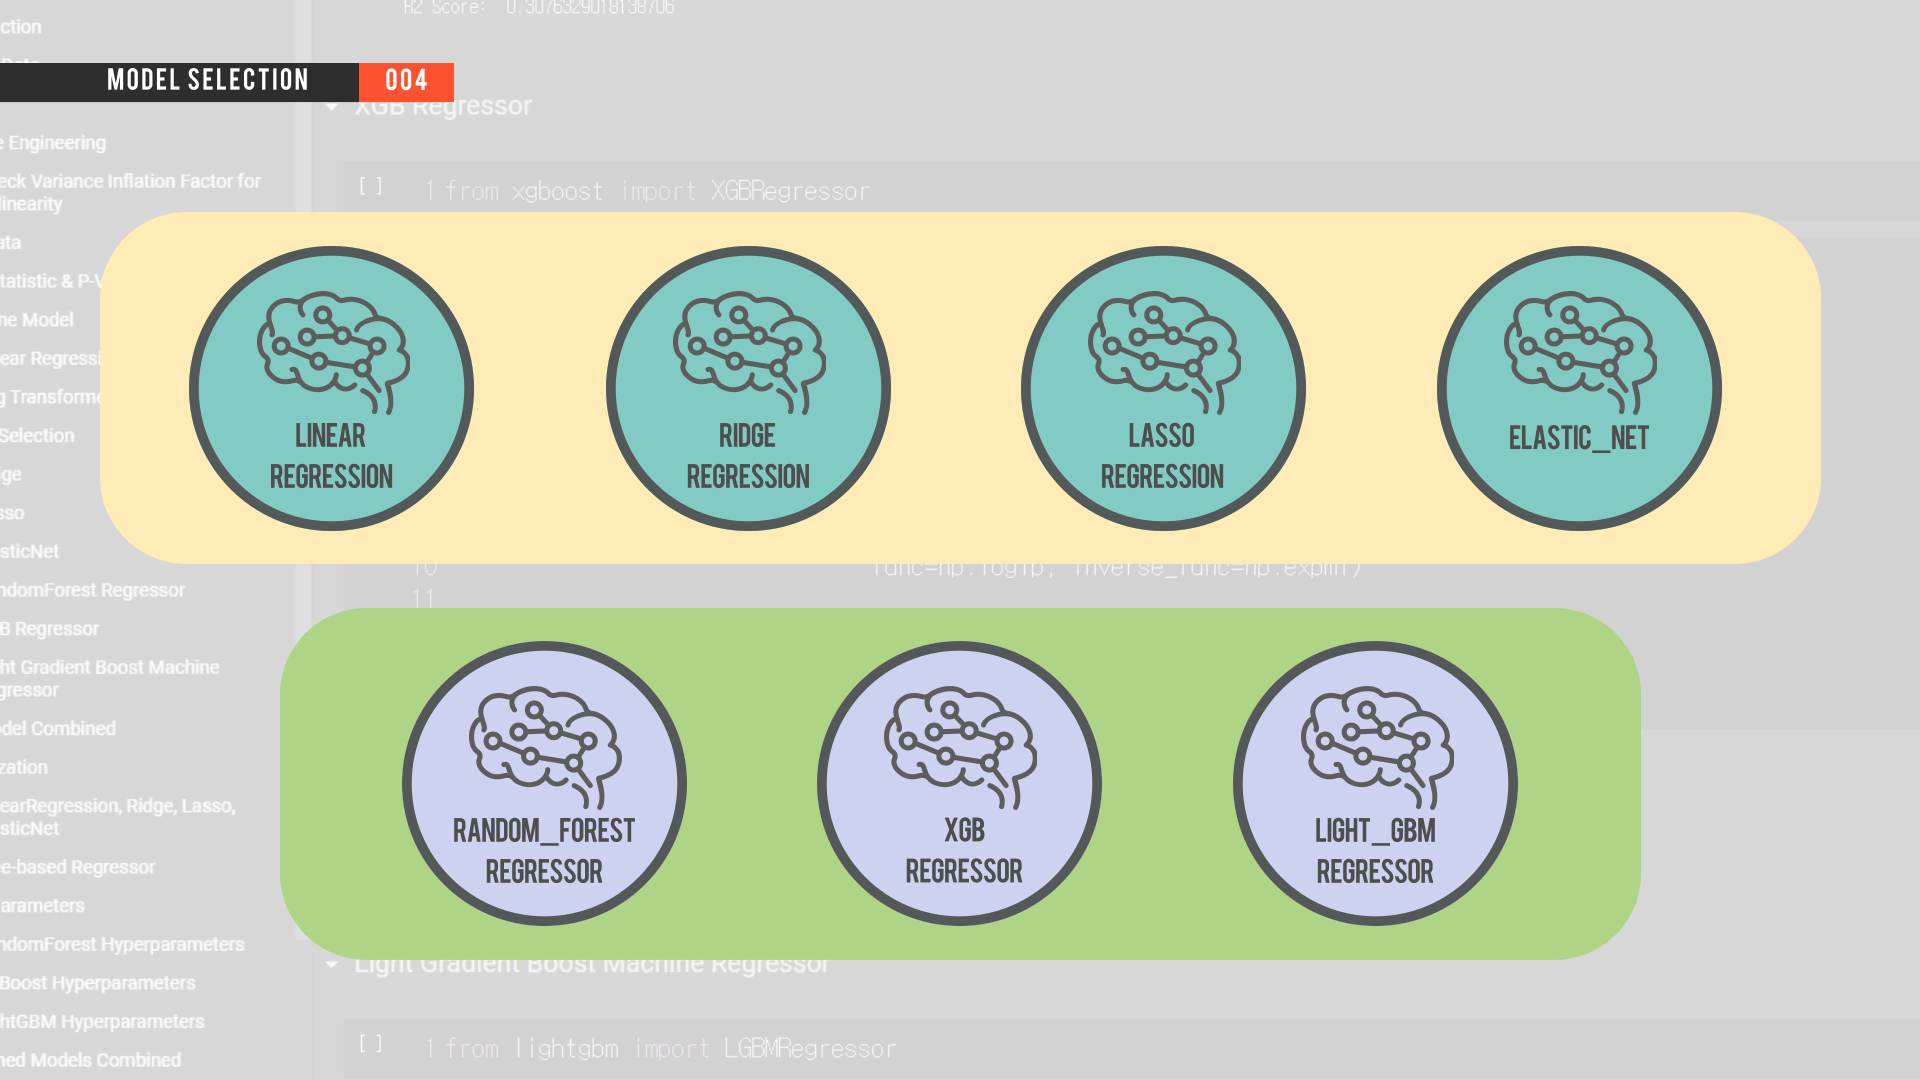 R2 Score: 0.3076329018138706
ction
MODEL SELECTION 004
XGB Regressor
e Engineering
eck Variance Inflation Factor for
linearity
[ ] 1 from xgboost import XGBRegressor
ata
tatistic & P-V
ne Model
ear Regressi
g Transforme
Selection
ge
sso
sticNet
LINEAR
REGRESSION
RIDGE
REGRESSION
LASSO
REGRESSION
ELASTIC_NET
10 func=np.log1p, inverse_func=np.expm1)
11
ndomForest Regressor
B Regressor
ht Gradient Boost Machine
gressor
del Combined
zation
earRegression, Ridge, Lasso,
sticNet
e-based Regressor
arameters
ndomForest Hyperparameters
Boost Hyperparameters
htGBM Hyperparameters
ned Models Combined
RANDOM_FOREST
REGRESSOR
XGB
REGRESSOR
LIGHT_GBM
REGRESSOR
Light Gradient Boost Machine Regressor
[ ] 1 from lightgbm import LGBMRegressor